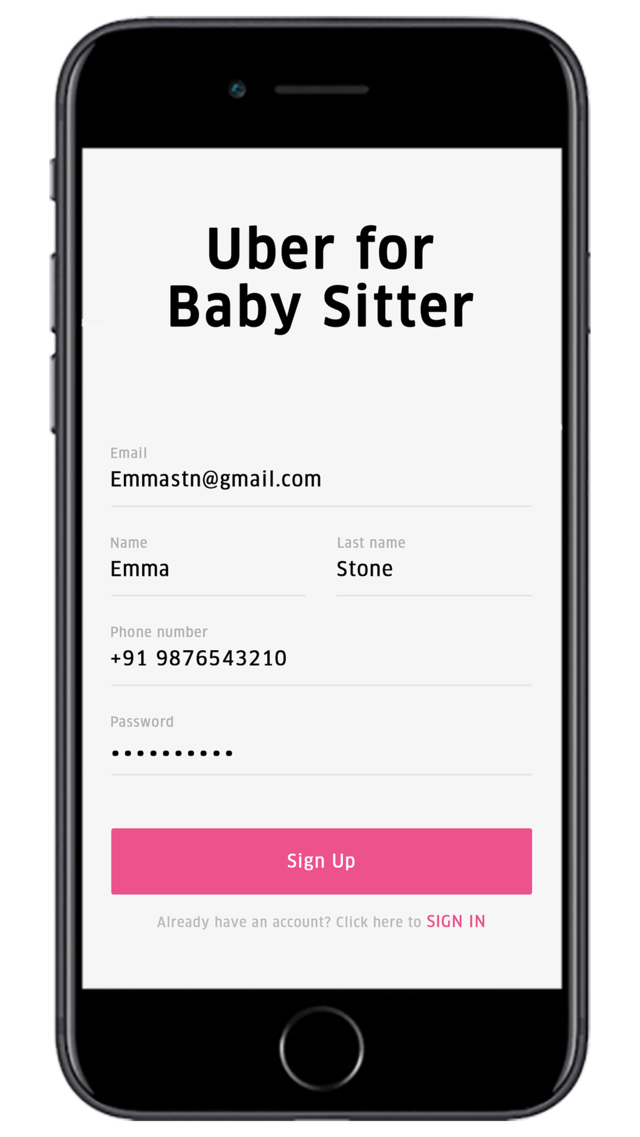 Uber for
Baby Sitter
Email
Emmastn@gmail.com
Name Last name
Emma Stone
Phone number
+91 9876543210
Password
••••••••••
Sign Up
Already have an account? Click here to SIGN IN